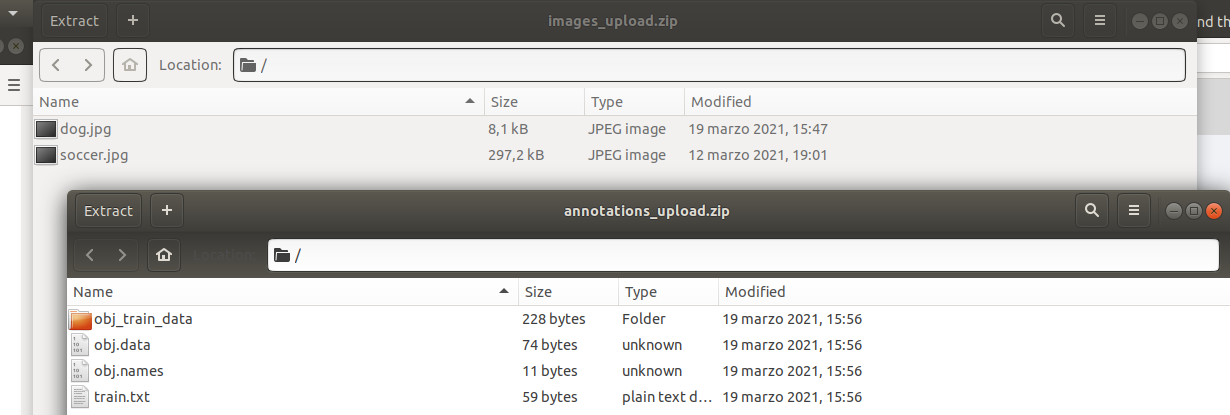 Extract images_upload.zip
nd th
Location: /
Name Size Type Modified
dog.jpg 8,1 kB JPEG image 19 marzo 2021, 15:47
soccer.jpg 297,2 kB JPEG image 12 marzo 2021, 19:01
Extract annotations_upload.zip
Location: /
Name Size Type Modified
obj_train_data 228 bytes Folder 19 marzo 2021, 15:56
obj.data 74 bytes unknown 19 marzo 2021, 15:56
obj.names 11 bytes unknown 19 marzo 2021, 15:56
train.txt 59 bytes plain text d... 19 marzo 2021, 15:56